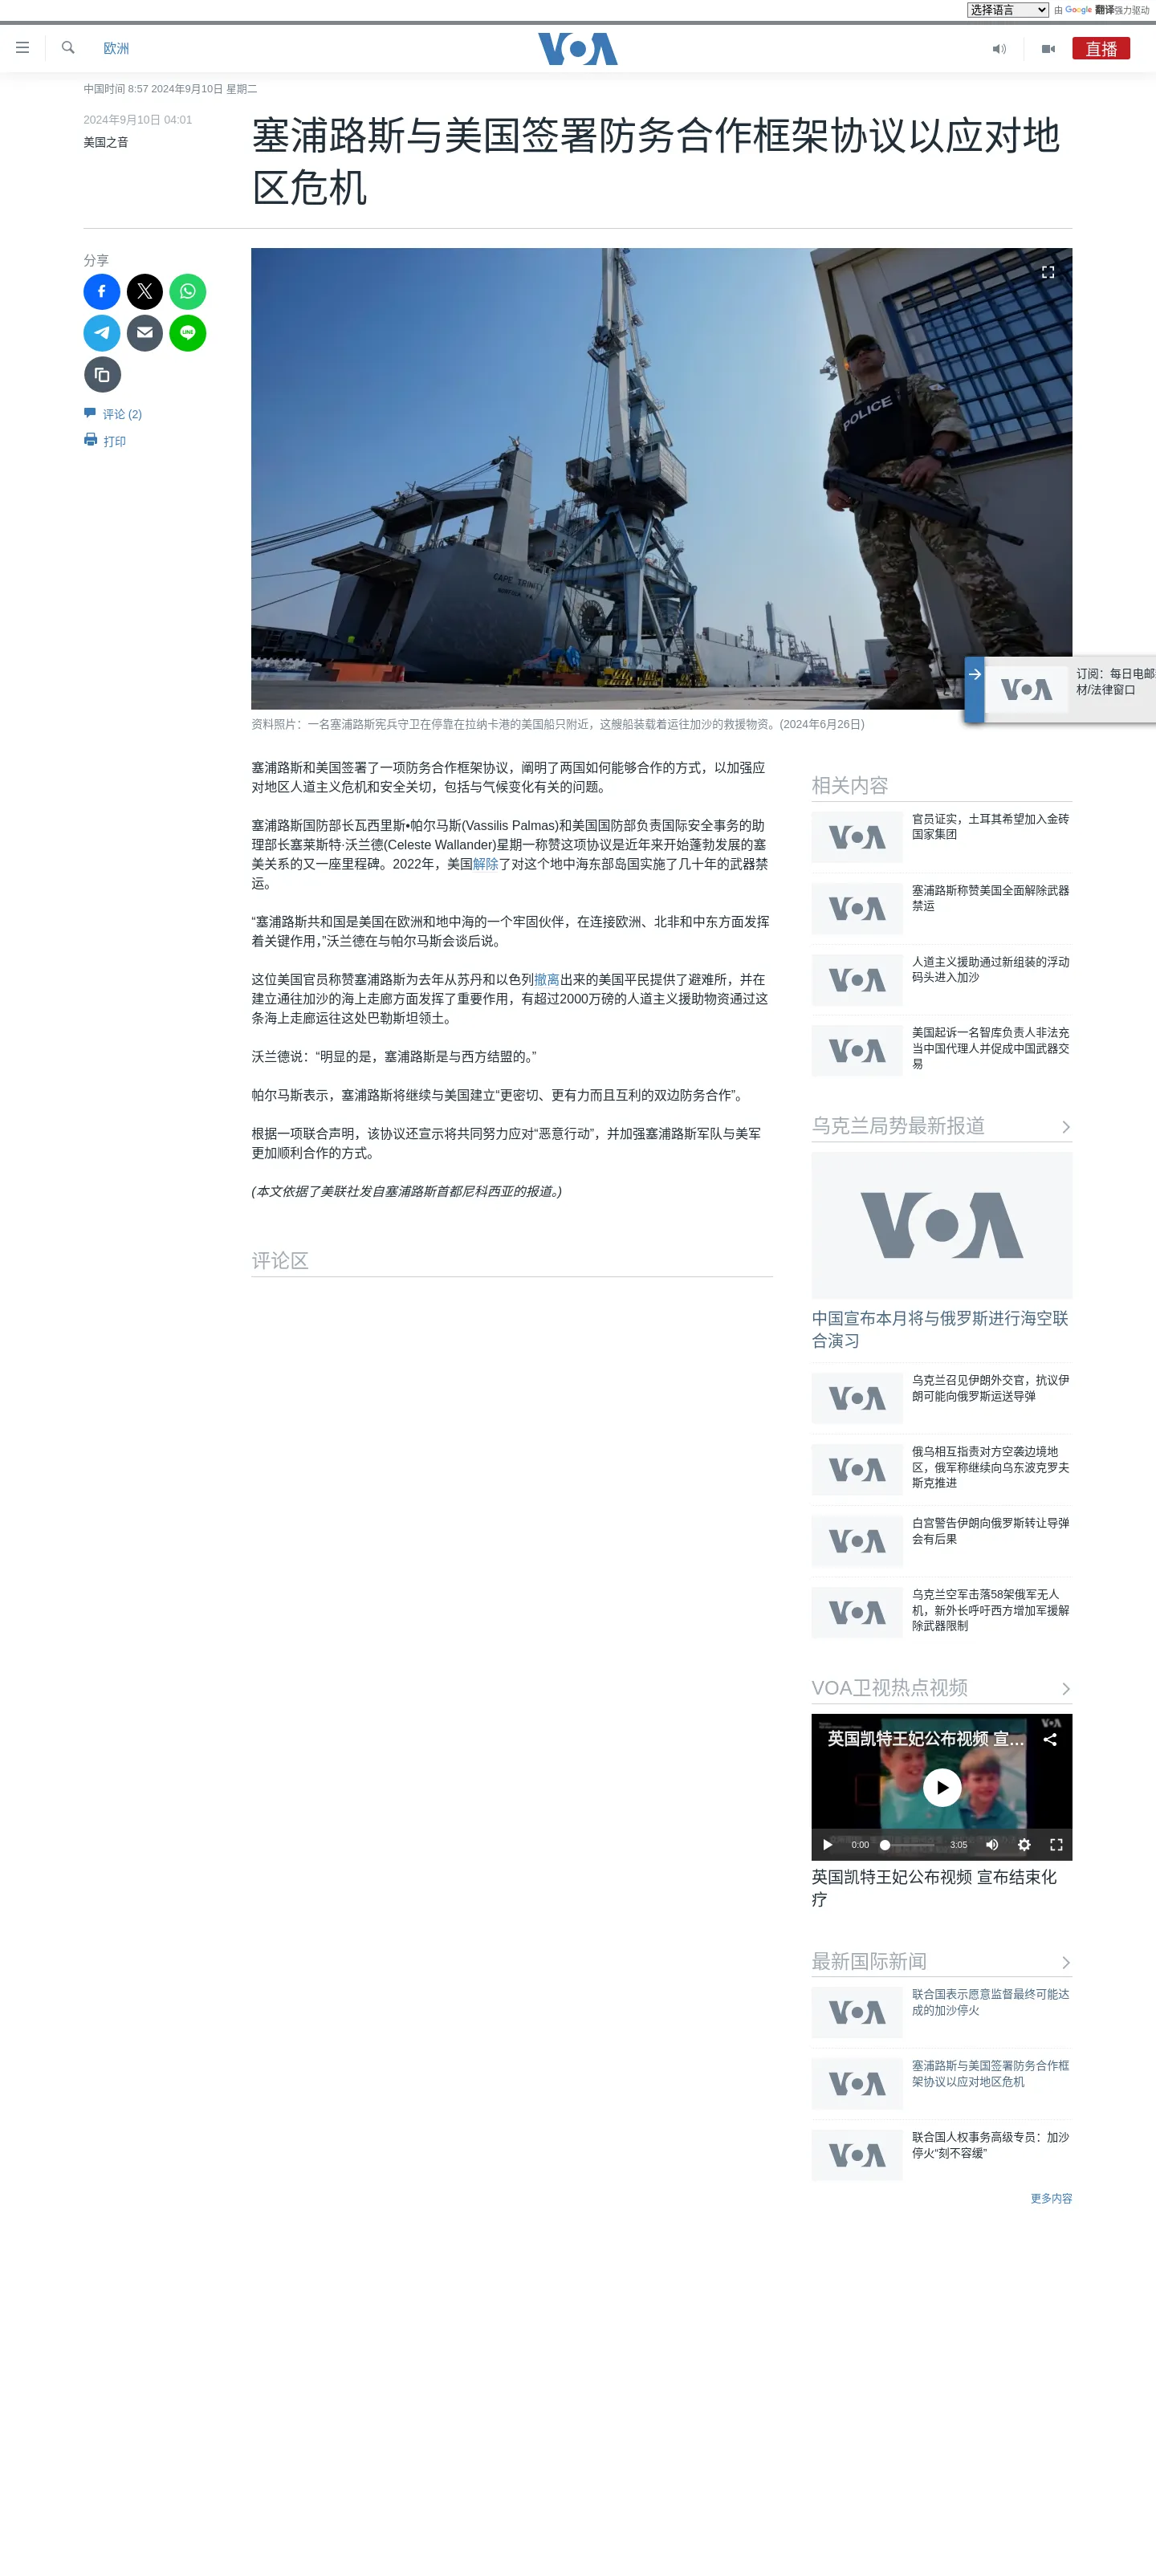 选择语言 由 Google 翻译强力驱动
欧洲
VOA
直播
中国时间 8:57 2024年9月10日 星期二
2024年9月10日 04:01
美国之音
塞浦路斯与美国签署防务合作框架协议以应对地
区危机
分享
LINE
评论 (2)
打印
POLICE
CAPE TRINITY
资料照片：一名塞浦路斯宪兵守卫在停靠在拉纳卡港的美国船只附近，这艘船装载着运往加沙的救援物资。(2024年6月26日)
VOA
订阅：每日电邮
材/法律窗口
塞浦路斯和美国签署了一项防务合作框架协议，阐明了两国如何能够合作的方式，以加强应
对地区人道主义危机和安全关切，包括与气候变化有关的问题。
塞浦路斯国防部长瓦西里斯•帕尔马斯(Vassilis Palmas)和美国国防部负责国际安全事务的助
理部长塞莱斯特·沃兰德(Celeste Wallander)星期一称赞这项协议是近年来开始蓬勃发展的塞
美关系的又一座里程碑。2022年，美国解除了对这个地中海东部岛国实施了几十年的武器禁
运。
“塞浦路斯共和国是美国在欧洲和地中海的一个牢固伙伴，在连接欧洲、北非和中东方面发挥
着关键作用，”沃兰德在与帕尔马斯会谈后说。
这位美国官员称赞塞浦路斯为去年从苏丹和以色列撤离出来的美国平民提供了避难所，并在
建立通往加沙的海上走廊方面发挥了重要作用，有超过2000万磅的人道主义援助物资通过这
条海上走廊运往这处巴勒斯坦领土。
沃兰德说：“明显的是，塞浦路斯是与西方结盟的。”
帕尔马斯表示，塞浦路斯将继续与美国建立“更密切、更有力而且互利的双边防务合作”。
根据一项联合声明，该协议还宣示将共同努力应对“恶意行动”，并加强塞浦路斯军队与美军
更加顺利合作的方式。
(本文依据了美联社发自塞浦路斯首都尼科西亚的报道。)
评论区
相关内容
VOA
官员证实，土耳其希望加入金砖
国家集团
VOA
塞浦路斯称赞美国全面解除武器
禁运
VOA
人道主义援助通过新组装的浮动
码头进入加沙
VOA
美国起诉一名智库负责人非法充
当中国代理人并促成中国武器交
易
乌克兰局势最新报道
VOA
中国宣布本月将与俄罗斯进行海空联
合演习
VOA
乌克兰召见伊朗外交官，抗议伊
朗可能向俄罗斯运送导弹
VOA
俄乌相互指责对方空袭边境地
区，俄军称继续向乌东波克罗夫
斯克推进
VOA
白宫警告伊朗向俄罗斯转让导弹
会有后果
VOA
乌克兰空军击落58架俄军无人
机，新外长呼吁西方增加军援解
除武器限制
VOA卫视热点视频
VOA
英国凯特王妃公布视频 宣...
0:00
3:05
英国凯特王妃公布视频 宣布结束化
疗
最新国际新闻
VOA
联合国表示愿意监督最终可能达
成的加沙停火
VOA
塞浦路斯与美国签署防务合作框
架协议以应对地区危机
VOA
联合国人权事务高级专员：加沙
停火“刻不容缓”
更多内容